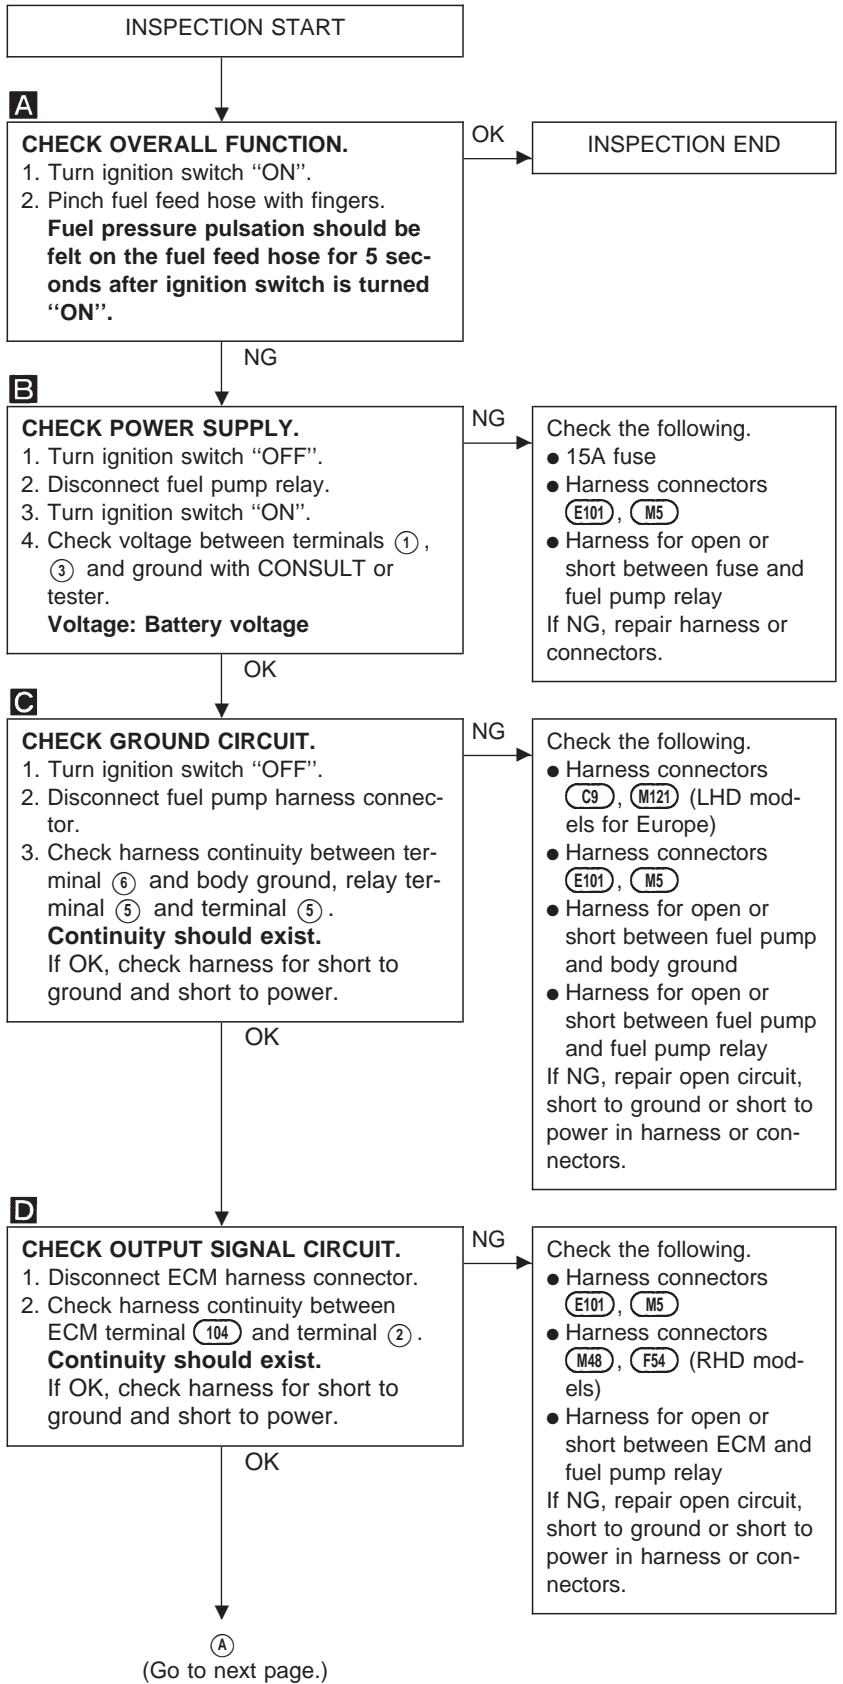 INSPECTION START
A
CHECK OVERALL FUNCTION.
1. Turn ignition switch ‘‘ON’’.
2. Pinch fuel feed hose with fingers.
Fuel pressure pulsation should be
felt on the fuel feed hose for 5 sec-
onds after ignition switch is turned
‘‘ON’’.
OK
INSPECTION END
NG
B
CHECK POWER SUPPLY.
1. Turn ignition switch ‘‘OFF’’.
2. Disconnect fuel pump relay.
3. Turn ignition switch ‘‘ON’’.
4. Check voltage between terminals ①,
③ and ground with CONSULT or
tester.
Voltage: Battery voltage
NG
Check the following.
● 15A fuse
● Harness connectors
E101, M5
● Harness for open or
short between fuse and
fuel pump relay
If NG, repair harness or
connectors.
OK
C
CHECK GROUND CIRCUIT.
1. Turn ignition switch ‘‘OFF’’.
2. Disconnect fuel pump harness connec-
tor.
3. Check harness continuity between ter-
minal ⑥ and body ground, relay ter-
minal ⑤ and terminal ⑤.
Continuity should exist.
If OK, check harness for short to
ground and short to power.
NG
Check the following.
● Harness connectors
C9, M121 (LHD mod-
els for Europe)
● Harness connectors
E101, M5
● Harness for open or
short between fuel pump
and body ground
● Harness for open or
short between fuel pump
and fuel pump relay
If NG, repair open circuit,
short to ground or short to
power in harness or con-
nectors.
OK
D
CHECK OUTPUT SIGNAL CIRCUIT.
1. Disconnect ECM harness connector.
2. Check harness continuity between
ECM terminal 104 and terminal ②.
Continuity should exist.
If OK, check harness for short to
ground and short to power.
NG
Check the following.
● Harness connectors
E101, M5
● Harness connectors
M48, F54 (RHD mod-
els)
● Harness for open or
short between ECM and
fuel pump relay
If NG, repair open circuit,
short to ground or short to
power in harness or con-
nectors.
OK
Ⓐ
(Go to next page.)